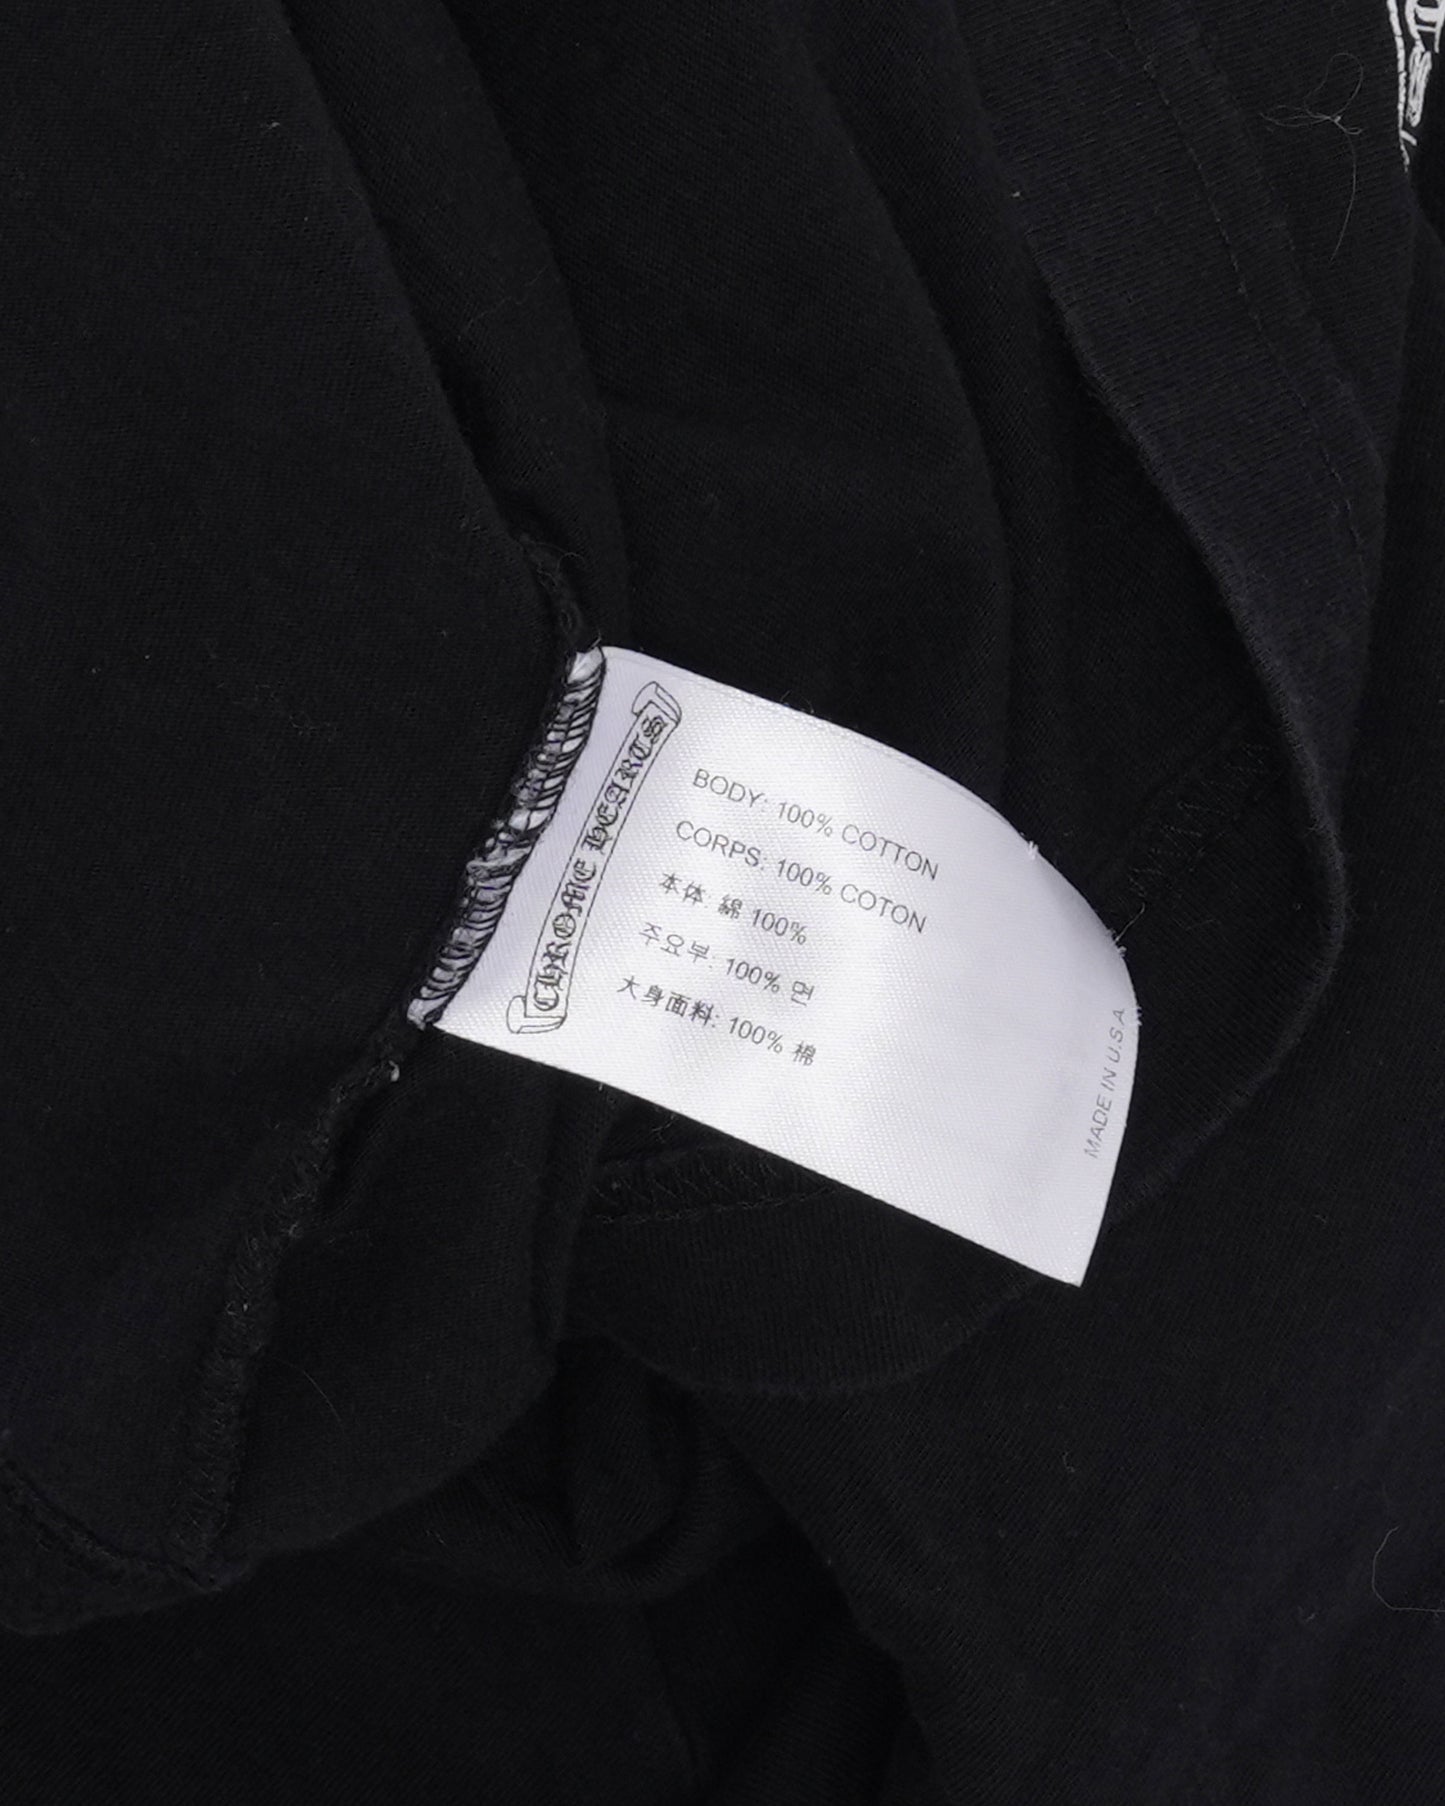 CHROME HEARTS
BODY: 100% COTTON
CORPS: 100% COTON
本体 綿 100%
주요부: 100% 면
大身面料: 100% 棉
MADE IN U.S.A